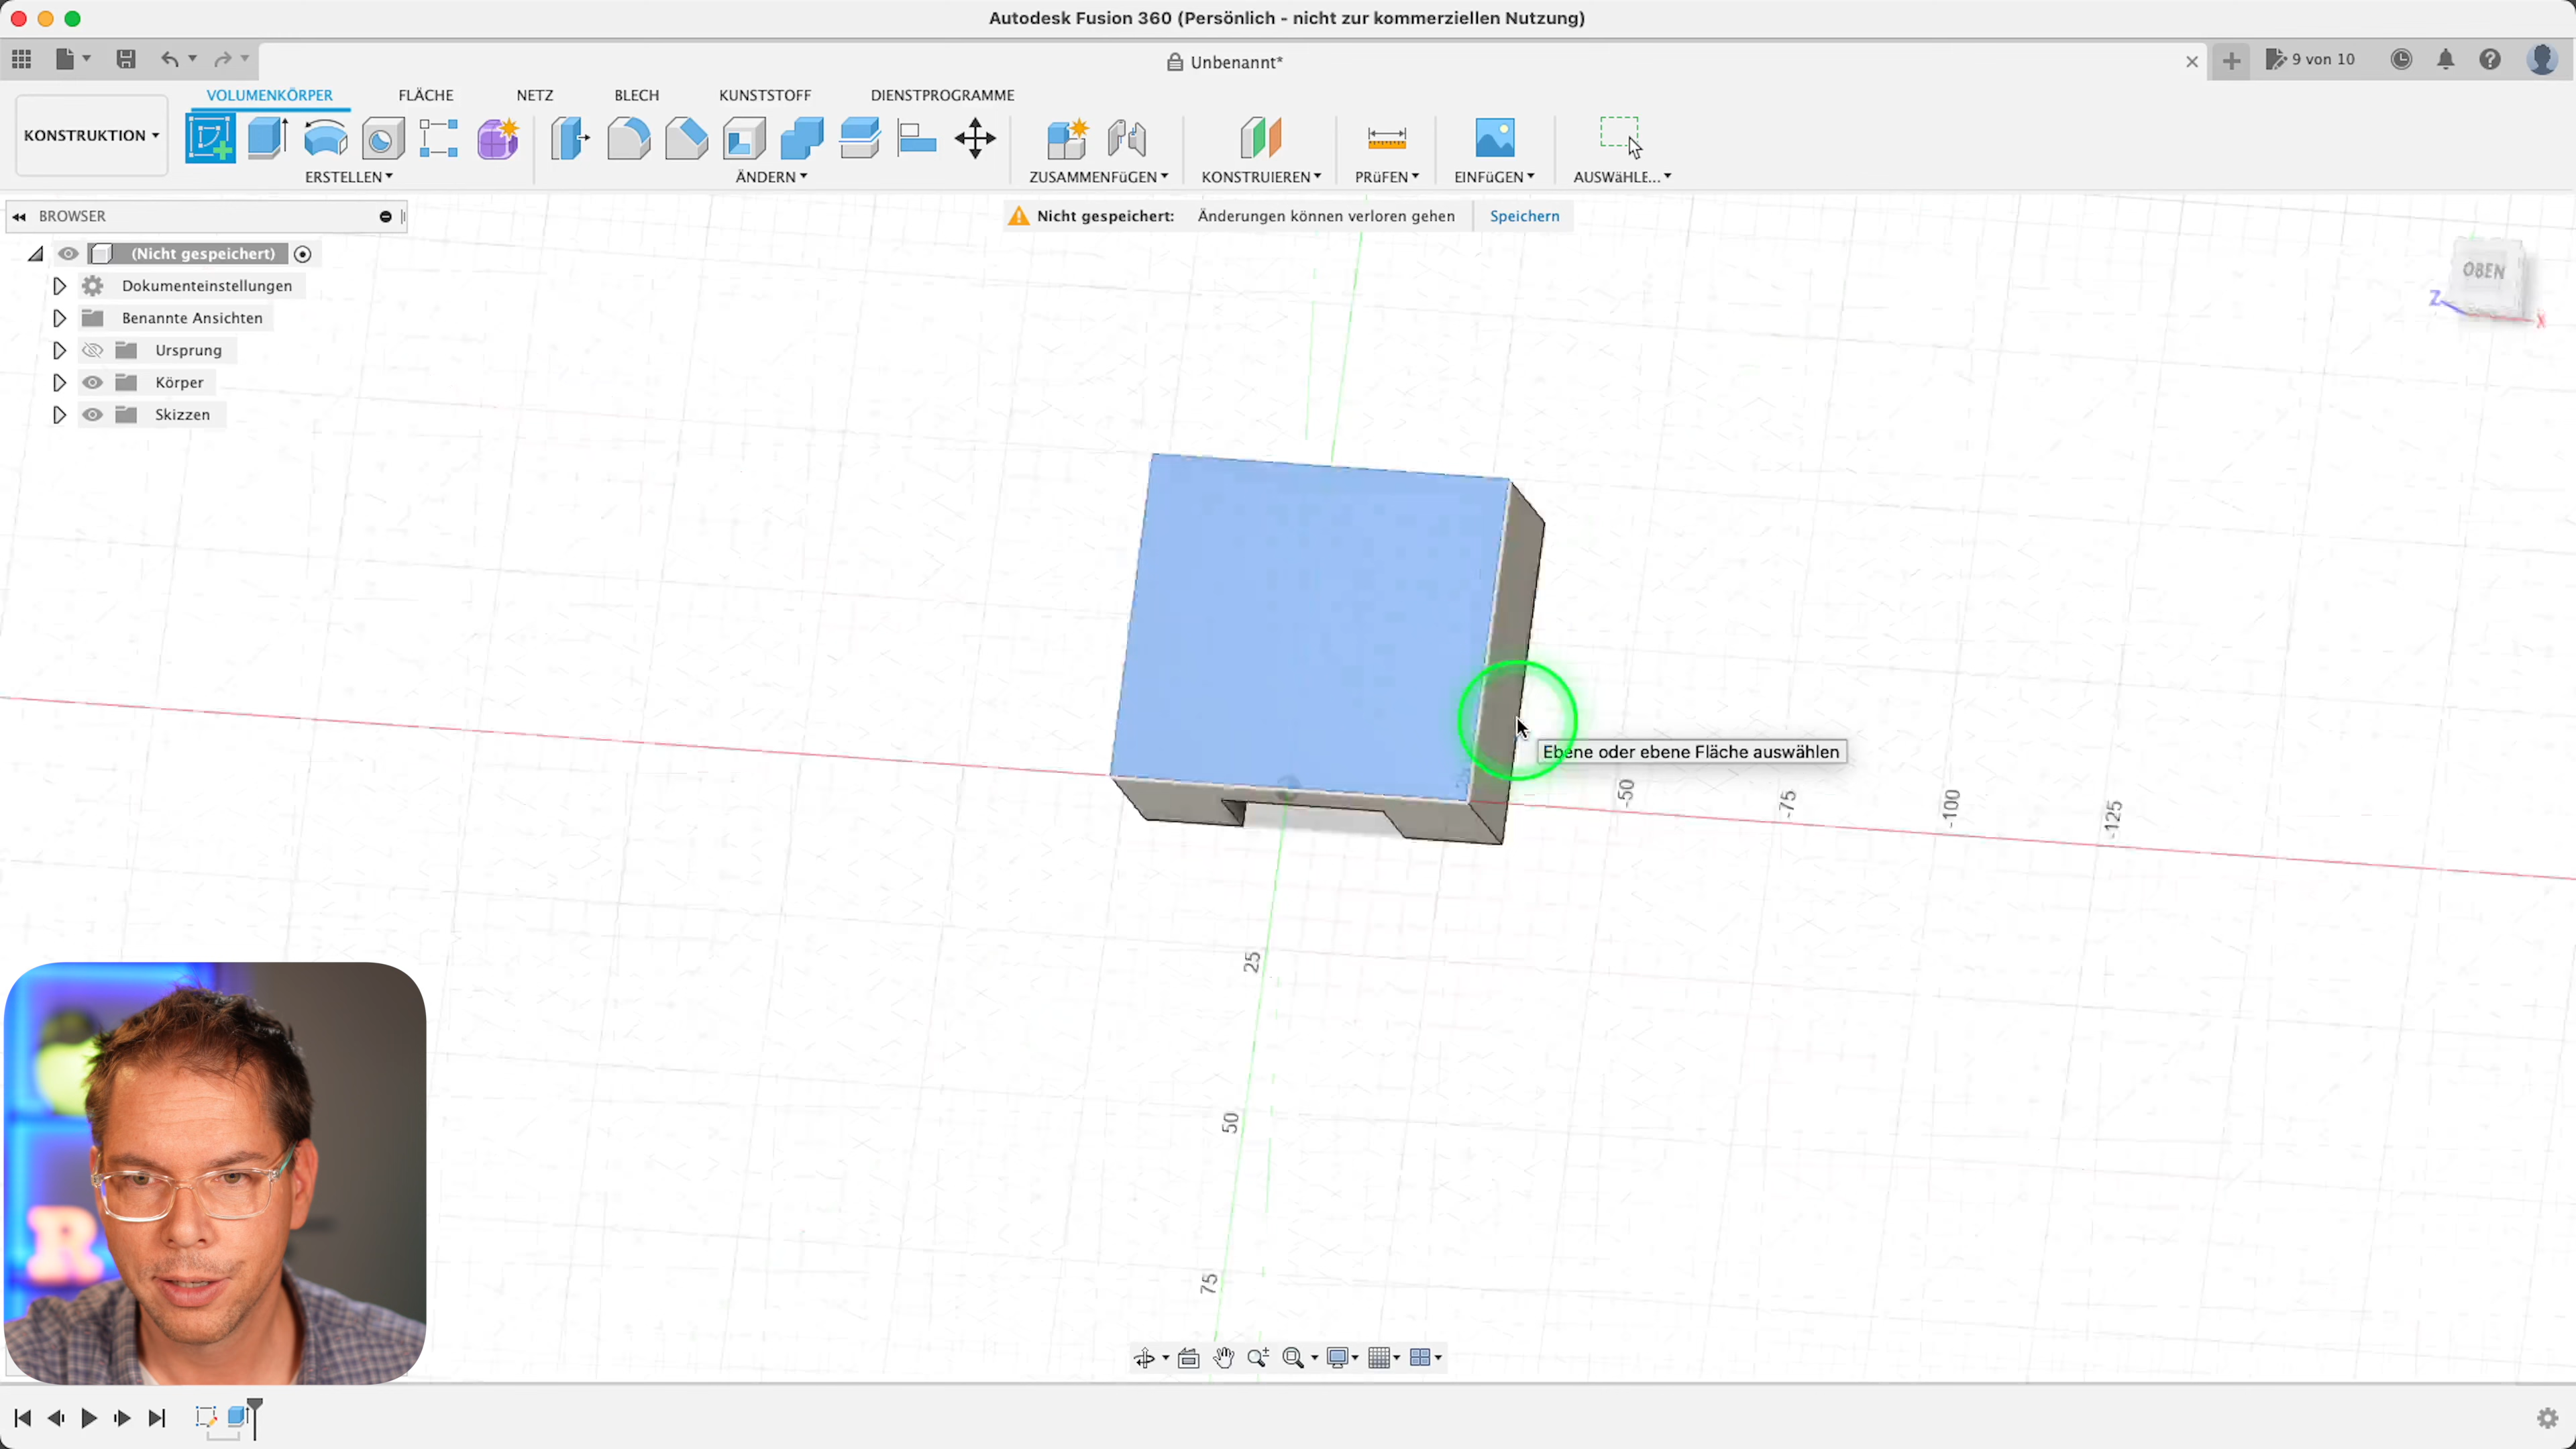 Autodesk Fusion 360 (Persönlich - nicht zur kommerziellen Nutzung)
Unbenannt*
9 von 10
KONSTRUKTION
VOLUMENKÖRPER
FLÄCHE
NETZ
BLECH
KUNSTSTOFF
DIENSTPROGRAMME
ERSTELLEN
ÄNDERN
ZUSAMMENFüGEN
KONSTRUIEREN
PRüFEN
EINFüGEN
AUSWäHLE...
BROWSER
Nicht gespeichert:
Änderungen können verloren gehen
Speichern
(Nicht gespeichert)
Dokumenteinstellungen
Benannte Ansichten
Ursprung
Körper
Skizzen
OBEN
Z
X
Ebene oder ebene Fläche auswählen
-50
-75
-100
-125
25
50
75
R